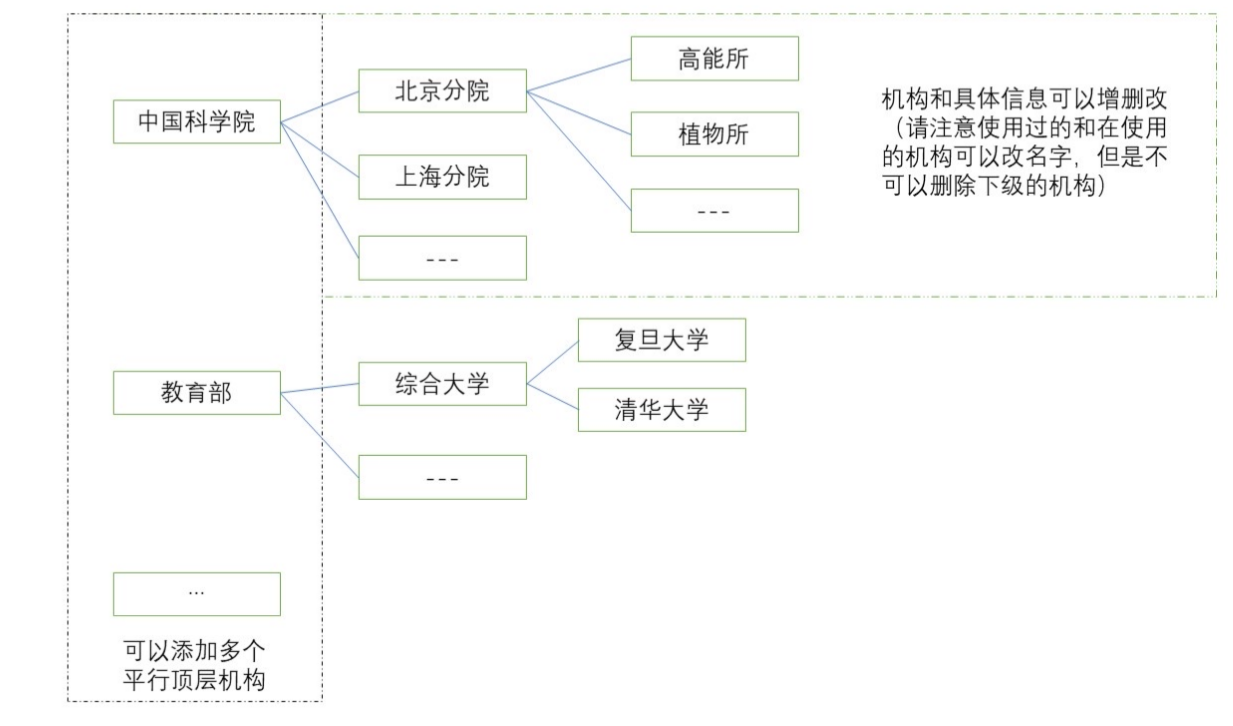 中国科学院
北京分院
上海分院
---
高能所
植物所
---
机构和具体信息可以增删改
（请注意使用过的和在使用
的机构可以改名字，但是不
可以删除下级的机构）
教育部
综合大学
---
复旦大学
清华大学
...
可以添加多个
平行顶层机构